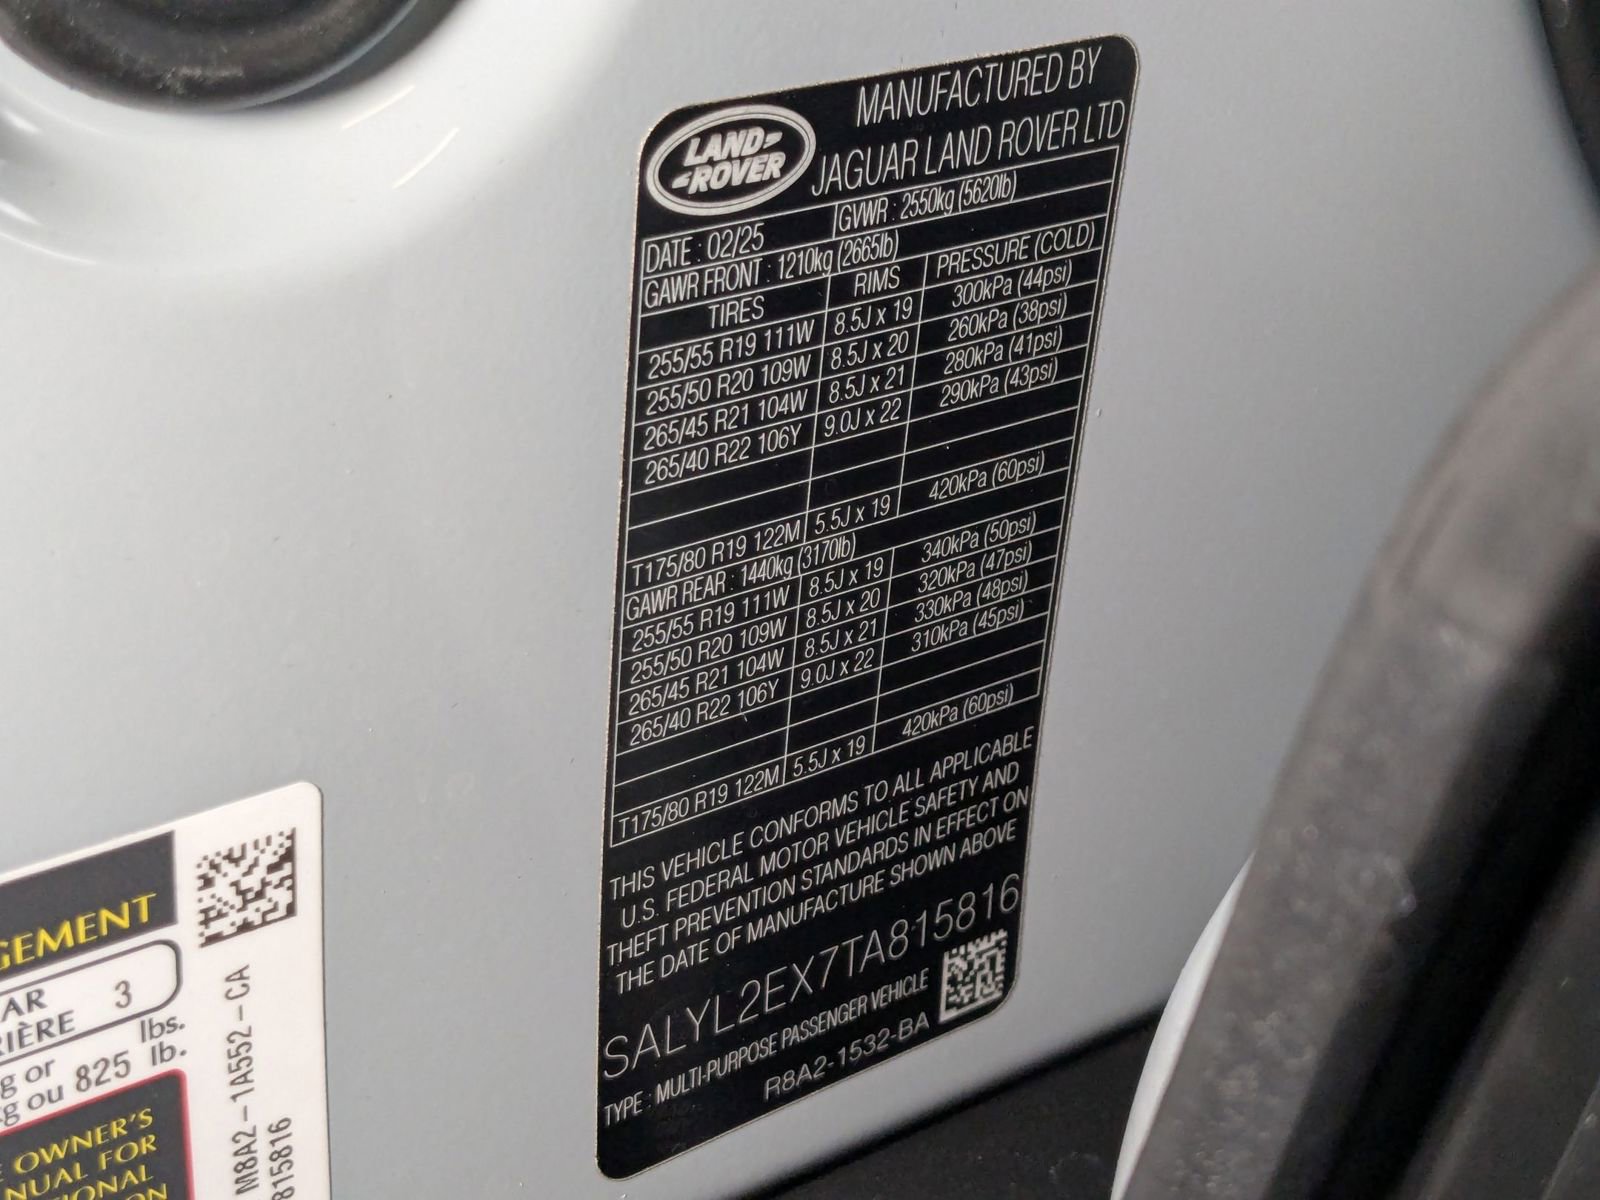 LAND-
-ROVER
MANUFACTURED BY
JAGUAR LAND ROVER LTD
DATE : 02/25 GVWR : 2550kg (5620lb)
GAWR FRONT : 1210kg (2665lb)
TIRES RIMS PRESSURE (COLD)
255/55 R19 111W 8.5J x 19 300kPa (44psi)
255/50 R20 109W 8.5J x 20 260kPa (38psi)
265/45 R21 104W 8.5J x 21 280kPa (41psi)
265/40 R22 106Y 9.0J x 22 290kPa (43psi)
T175/80 R19 122M 5.5J x 19 420kPa (60psi)
GAWR REAR : 1440kg (3170lb)
255/55 R19 111W 8.5J x 19 340kPa (50psi)
255/50 R20 109W 8.5J x 20 320kPa (47psi)
265/45 R21 104W 8.5J x 21 330kPa (48psi)
265/40 R22 106Y 9.0J x 22 310kPa (45psi)
T175/80 R19 122M 5.5J x 19 420kPa (60psi)
THIS VEHICLE CONFORMS TO ALL APPLICABLE
U.S. FEDERAL MOTOR VEHICLE SAFETY AND
THEFT PREVENTION STANDARDS IN EFFECT ON
THE DATE OF MANUFACTURE SHOWN ABOVE
SALYL2EX7TA815816
TYPE : MULTI-PURPOSE PASSENGER VEHICLE
R8A2-1532-BA
GEMENT
AR 3
RIÈRE
g or lbs.
g ou 825 lb.
OWNER'S
NUAL FOR
IONAL
ON
M8A2-1A552-CA
815816